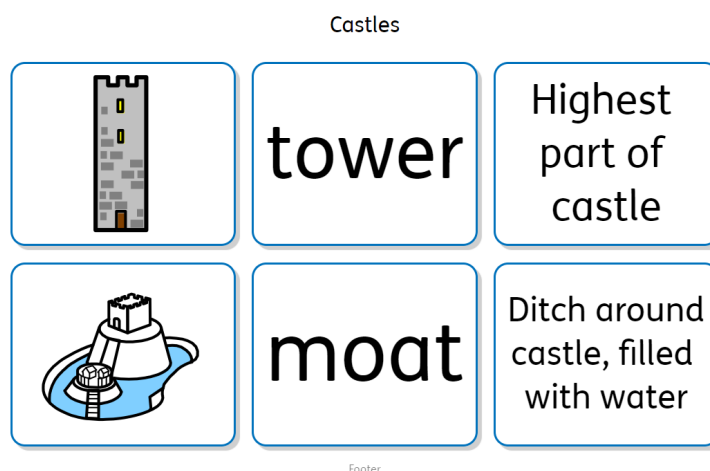 Castles
tower
Highest
part of
castle
moat
Ditch around
castle, filled
with water
Footer